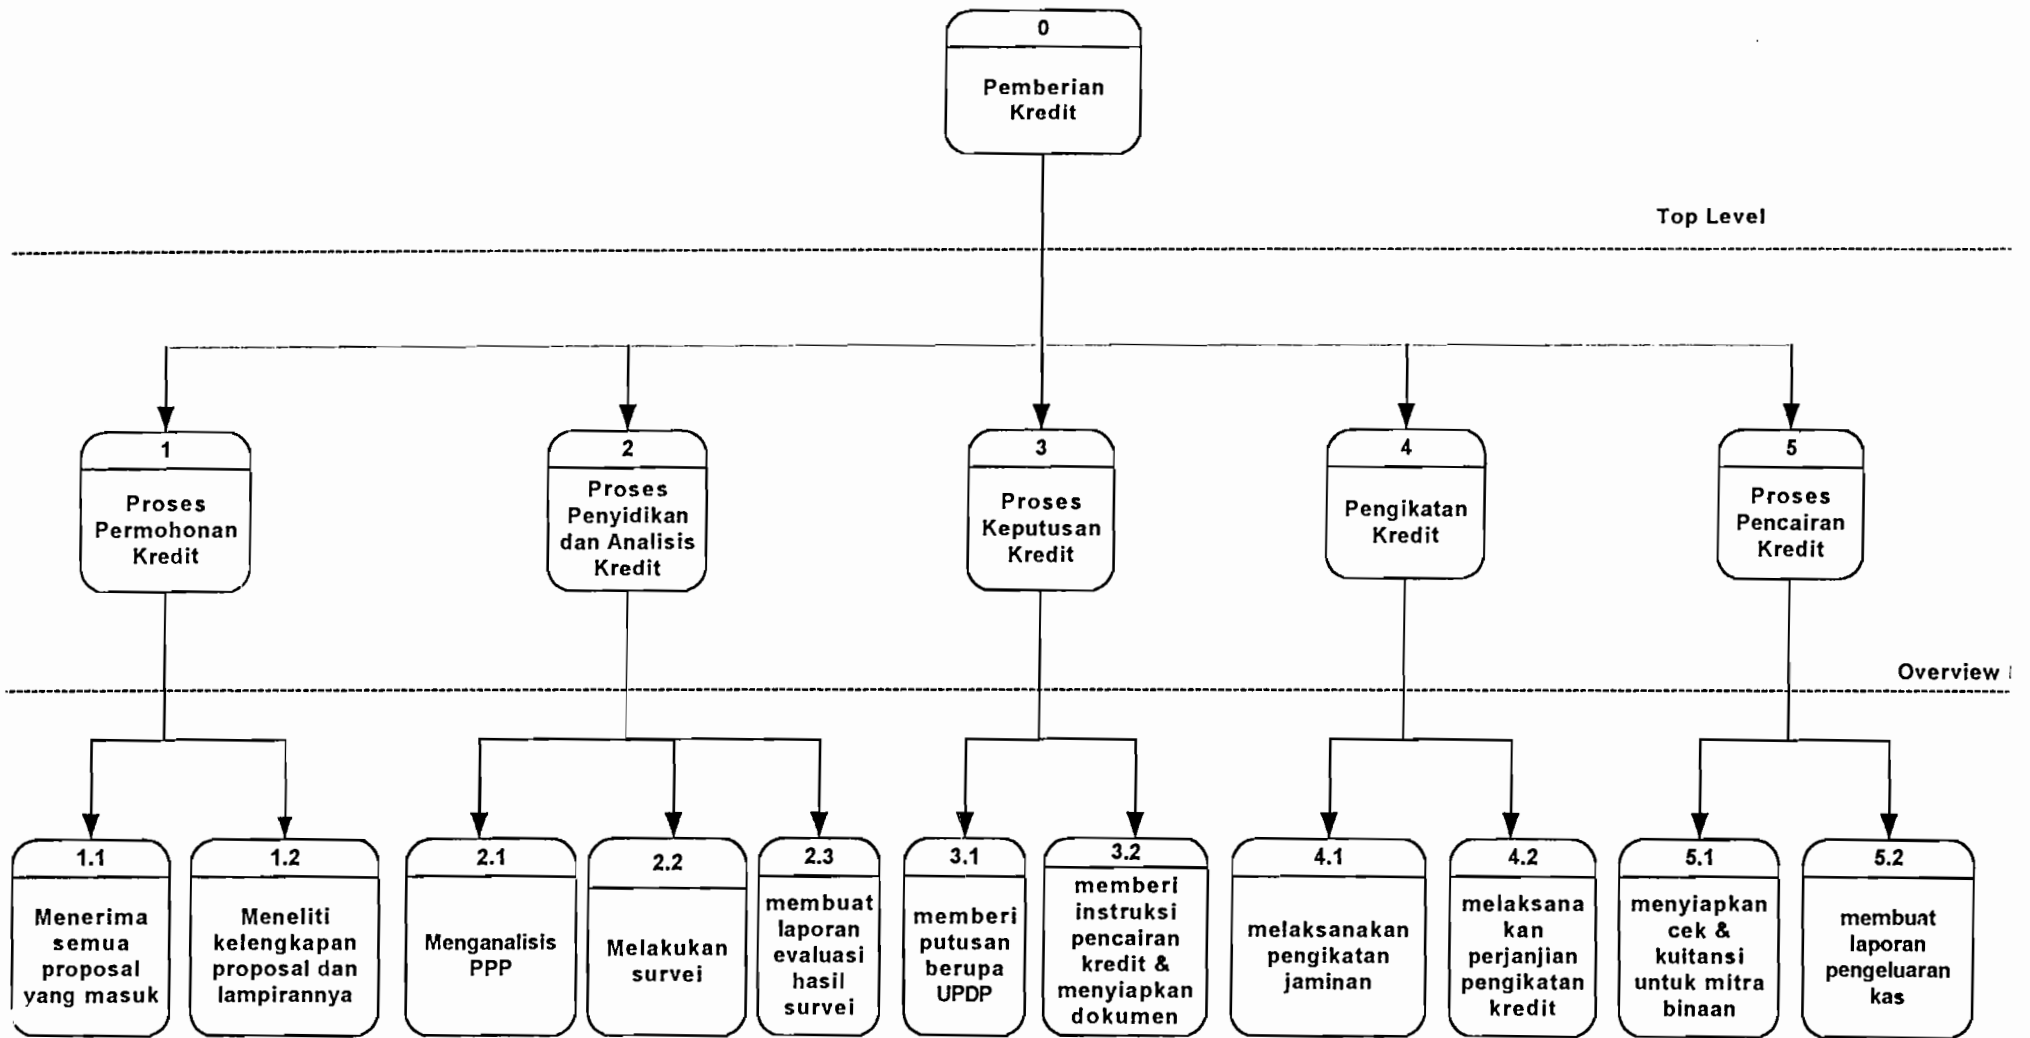 0
Pemberian
Kredit
Top Level
1
Proses
Permohonan
Kredit
2
Proses
Penyidikan
dan Analisis
Kredit
3
Proses
Keputusan
Kredit
4
Pengikatan
Kredit
5
Proses
Pencairan
Kredit
Overview
1.1
Menerima
semua
proposal
yang masuk
1.2
Meneliti
kelengkapan
proposal dan
lampirannya
2.1
Menganalisis
PPP
2.2
Melakukan
survei
2.3
membuat
laporan
evaluasi
hasil
survei
3.1
memberi
putusan
berupa
UPDP
3.2
memberi
instruksi
pencairan
kredit &
menyiapkan
dokumen
4.1
melaksanakan
pengikatan
jaminan
4.2
melaksana
kan
perjanjian
pengikatan
kredit
5.1
menyiapkan
cek &
kuitansi
untuk mitra
binaan
5.2
membuat
laporan
pengeluaran
kas